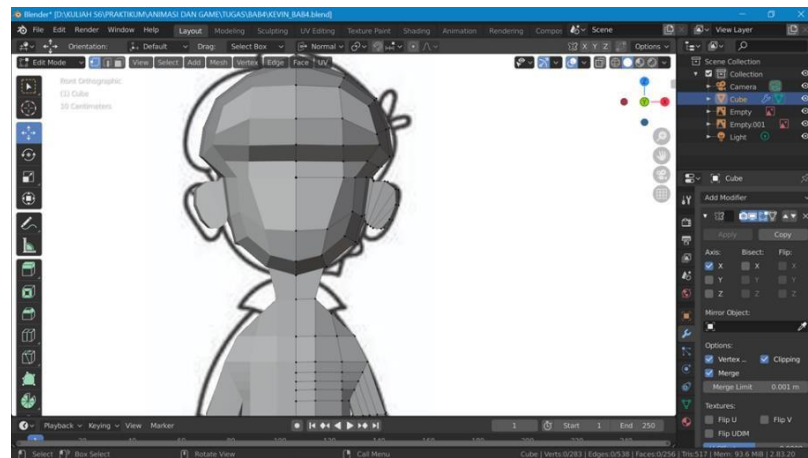 Blender* [D:\KULIAH S6\PRAKTIKUM\ANIMASI DAN GAME\TUGAS\BAB4\KEVIN_BAB4.blend]
File Edit Render Window Help Layout Modeling Sculpting UV Editing Texture Paint Shading Animation Rendering Compos Scene View Layer
Orientation: Default Drag: Select Box Normal X Y Z Options
Edit Mode View Select Add Mesh Vertex Edge Face UV
Front Orthographic
(1) Cube
10 Centimeters
Scene Collection
Collection
Camera
Cube
Empty
Empty.001
Light
Cube
Add Modifier
Apply Copy
Axis: Bisect: Flip:
X X X
Y Y Y
Z Z Z
Mirror Object:
Options:
Vertex .. Clipping
Merge
Merge Limit 0.001 m
Textures:
Flip U Flip V
Flip UDIM
Playback Keying View Marker 1 Start 1 End 250
Select Box Select Rotate View Call Menu Cube | Verts:0/283 | Edges:0/538 | Faces:0/256 | Tris:517 | Mem: 93.6 MiB | 2.83.20